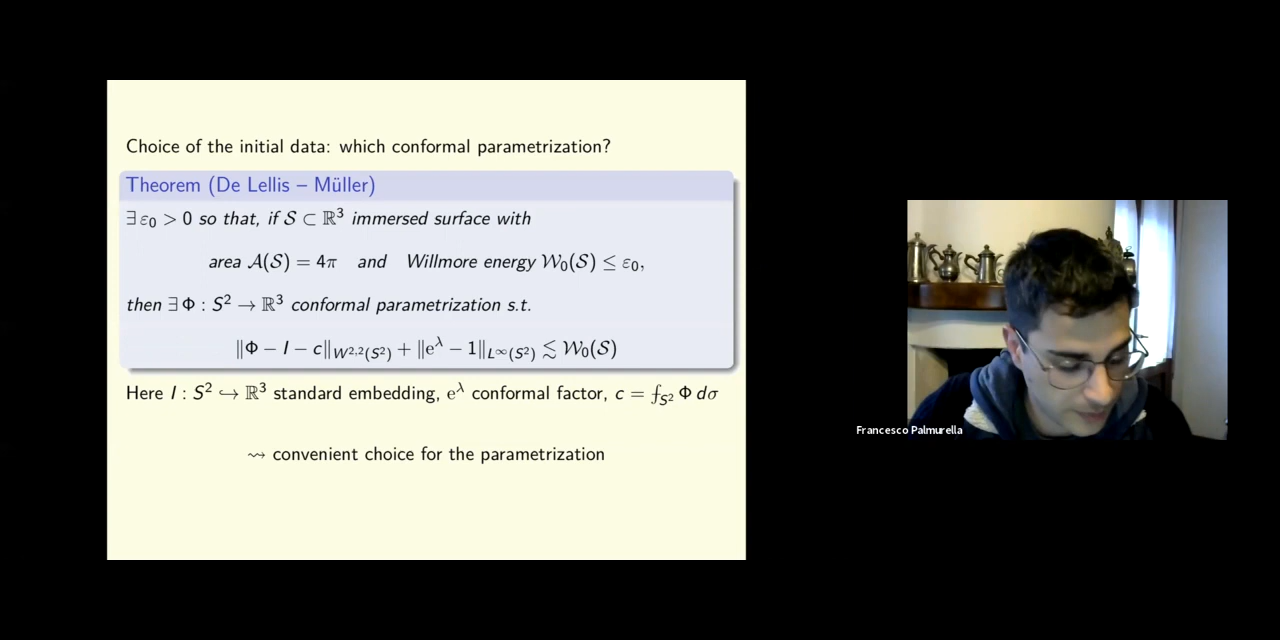 Choice of the initial data: which conformal parametrization?
Theorem (De Lellis – Müller)
∃ ε₀ > 0 so that, if 𝒮 ⊂ ℝ³ immersed surface with
area 𝒜(𝒮) = 4π and Willmore energy 𝒲₀(𝒮) ≤ ε₀,
then ∃ Φ : S² → ℝ³ conformal parametrization s.t.
‖Φ − I − c‖_{W^{2,2}(S²)} + ‖e^λ − 1‖_{L^∞(S²)} ≲ 𝒲₀(𝒮)
Here I : S² ↪ ℝ³ standard embedding, e^λ conformal factor, c = ⨍_{S²} Φ dσ
⇝ convenient choice for the parametrization
Francesco Palmurella